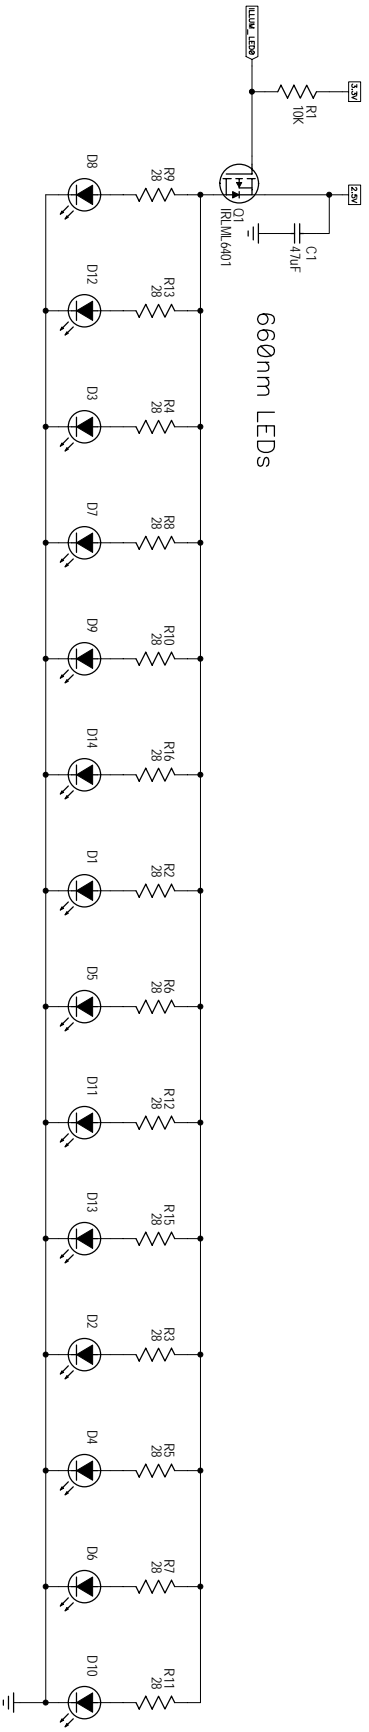 ILLUM_LED0
3.3V
R1
10K
2.5V
Q1
IRLML6401
C1
47uF
660nm LEDs
D8
R9
28
D12
R13
28
D3
R4
28
D7
R8
28
D9
R10
28
D14
R16
28
D1
R2
28
D5
R6
28
D11
R12
28
D13
R15
28
D2
R3
28
D4
R5
28
D6
R7
28
D10
R11
28